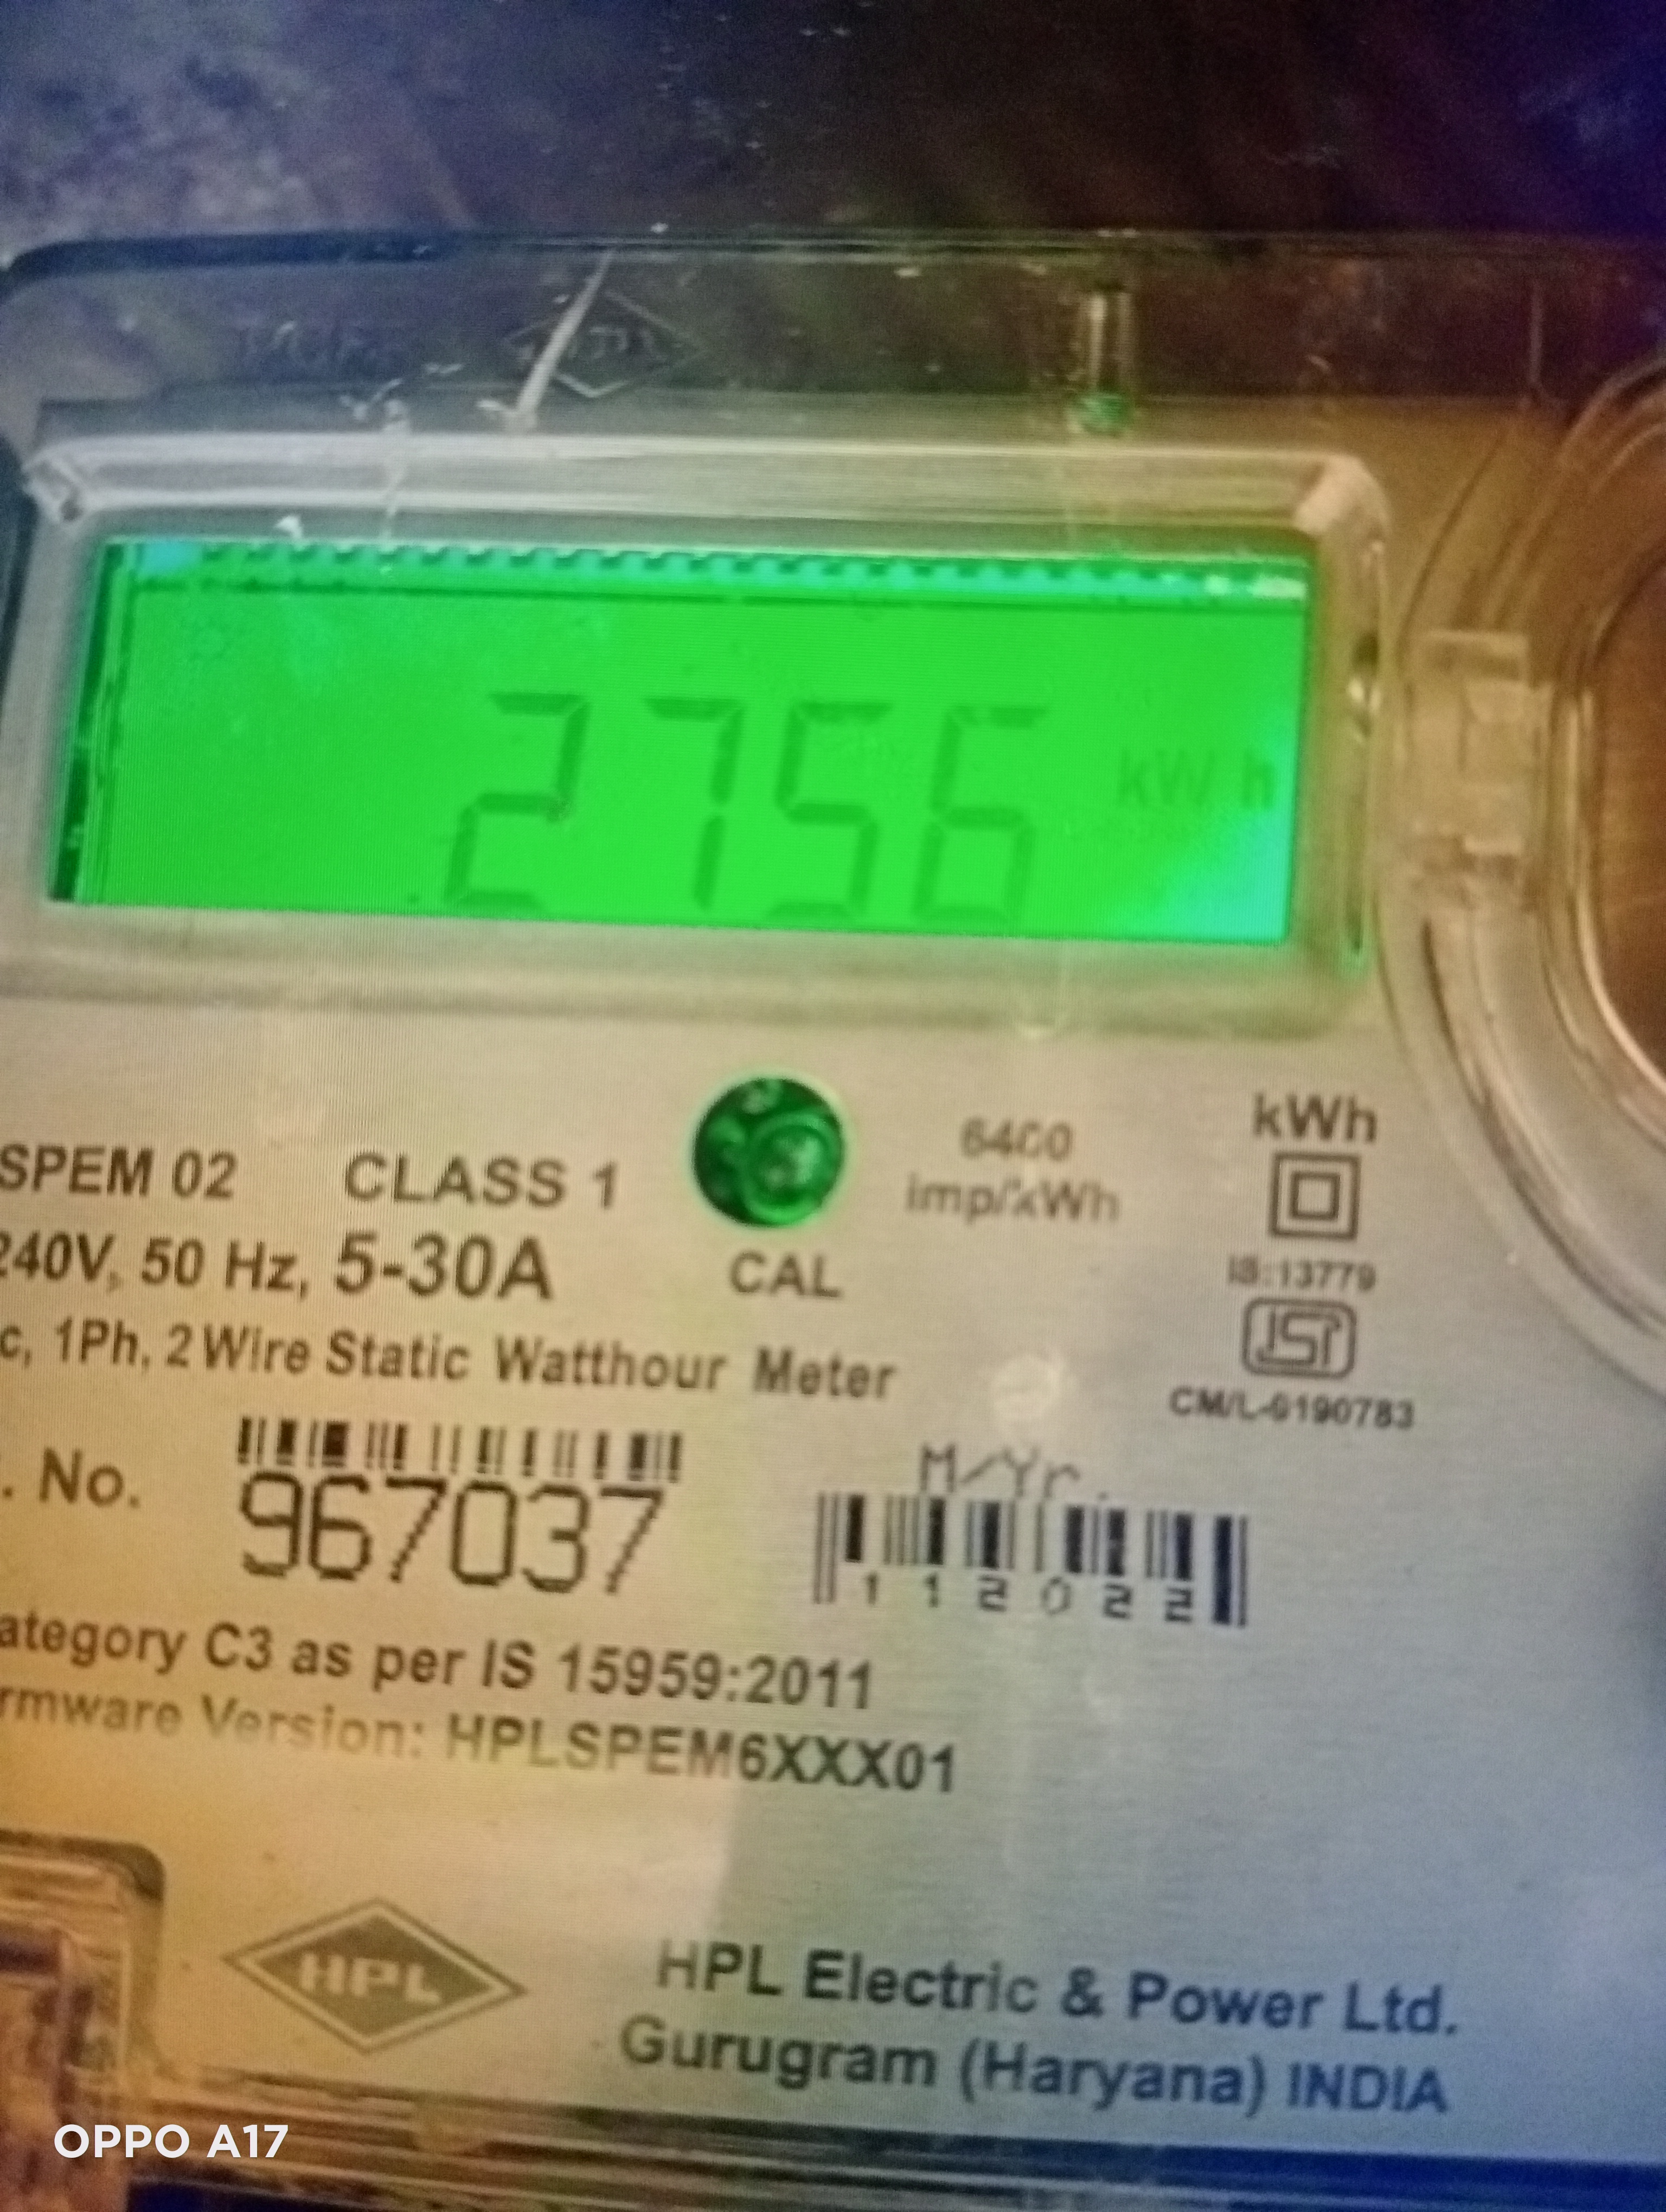 2756 kWh
SPEM 02 CLASS 1
6400
imp/kWh
kWh
240V, 50 Hz, 5-30A
CAL
IS:13779
ISI
c, 1Ph, 2 Wire Static Watthour Meter
CM/L-9190783
. No.
967037
M/Yr.
112022
ategory C3 as per IS 15959:2011
rmware Version: HPLSPEM6XXX01
HPL
HPL Electric & Power Ltd.
Gurugram (Haryana) INDIA
OPPO A17